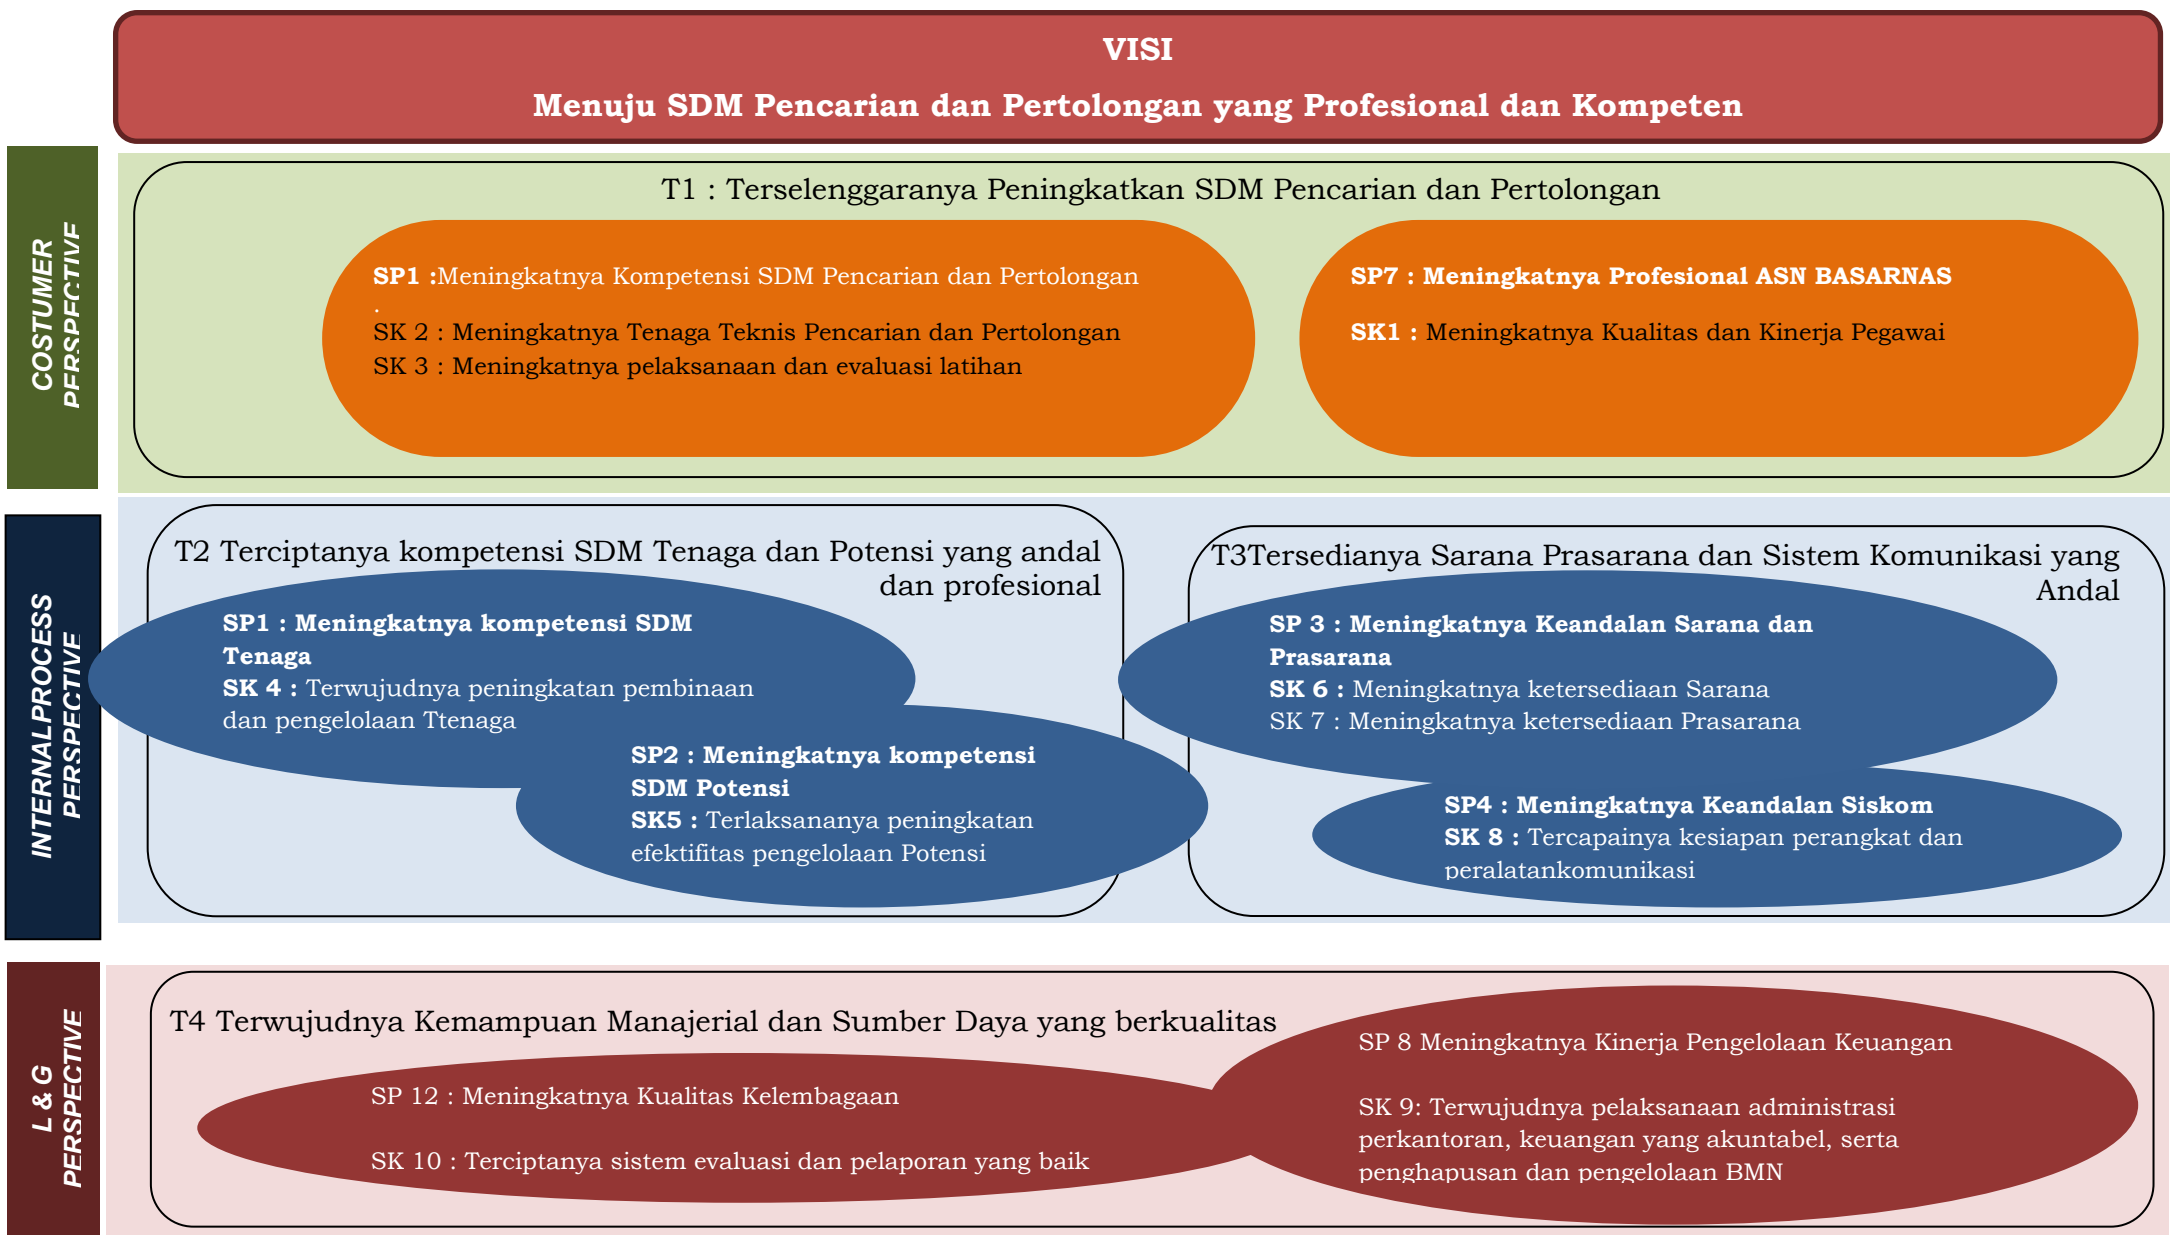 VISI
Menuju SDM Pencarian dan Pertolongan yang Profesional dan Kompeten
COSTUMER
PERSPECTIVE
T1 : Terselenggaranya Peningkatkan SDM Pencarian dan Pertolongan
SP1 :Meningkatnya Kompetensi SDM Pencarian dan Pertolongan
.
SK 2 : Meningkatnya Tenaga Teknis Pencarian dan Pertolongan
SK 3 : Meningkatnya pelaksanaan dan evaluasi latihan
SP7 : Meningkatnya Profesional ASN BASARNAS
SK1 : Meningkatnya Kualitas dan Kinerja Pegawai
INTERNAL PROCESS
PERSPECTIVE
T2 Terciptanya kompetensi SDM Tenaga dan Potensi yang andal
dan profesional
SP1 : Meningkatnya kompetensi SDM
Tenaga
SK 4 : Terwujudnya peningkatan pembinaan
dan pengelolaan Ttenaga
SP2 : Meningkatnya kompetensi
SDM Potensi
SK5 : Terlaksananya peningkatan
efektifitas pengelolaan Potensi
T3Tersedianya Sarana Prasarana dan Sistem Komunikasi yang
Andal
SP 3 : Meningkatnya Keandalan Sarana dan
Prasarana
SK 6 : Meningkatnya ketersediaan Sarana
SK 7 : Meningkatnya ketersediaan Prasarana
SP4 : Meningkatnya Keandalan Siskom
SK 8 : Tercapainya kesiapan perangkat dan
peralatankomunikasi
L & G
PERSPECTIVE
T4 Terwujudnya Kemampuan Manajerial dan Sumber Daya yang berkualitas
SP 12 : Meningkatnya Kualitas Kelembagaan
SK 10 : Terciptanya sistem evaluasi dan pelaporan yang baik
SP 8 Meningkatnya Kinerja Pengelolaan Keuangan
SK 9: Terwujudnya pelaksanaan administrasi
perkantoran, keuangan yang akuntabel, serta
penghapusan dan pengelolaan BMN